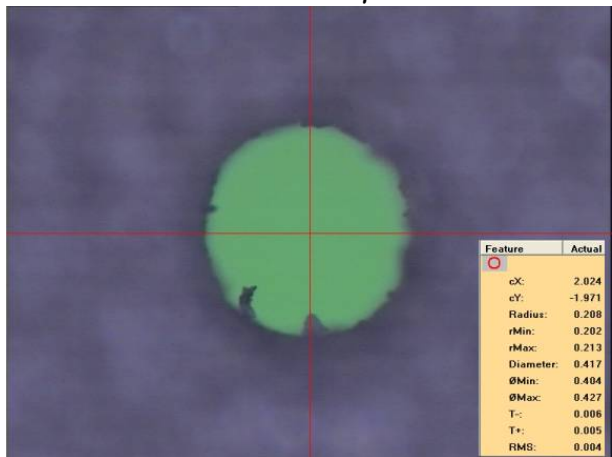 Feature Actual
cX: 2.024
cY: -1.971
Radius: 0.208
rMin: 0.202
rMax: 0.213
Diameter: 0.417
ØMin: 0.404
ØMax: 0.427
T-: 0.006
T+: 0.005
RMS: 0.004